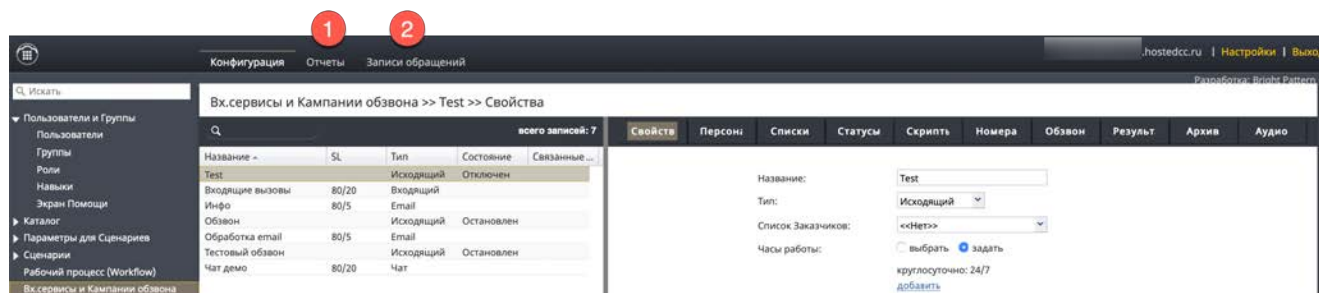 1 2
Конфигурация Отчеты Записи обращений
.hostedcc.ru | Настройки | Выхо
Разработка: Bright Pattern
Искать
Вх.сервисы и Кампании обзвона >> Test >> Свойства
Пользователи и Группы
Пользователи
Группы
Роли
Навыки
Экран Помощи
Каталог
Параметры для Сценариев
Сценарии
Рабочий процесс (Workflow)
Вх.сервисы и Кампании обзвона
всего записей: 7
Название SL Тип Состояние Связанные ...
Test Исходящий Отключен
Входящие вызовы 80/20 Входящий
Инфо 80/5 Email
Обзвон Исходящий Остановлен
Обработка email 80/5 Email
Тестовый обзвон Исходящий Остановлен
Чат демо 80/20 Чат
Свойств Персона Списки Статусы Скрипть Номера Обзвон Результ Архив Аудио
Название: Test
Тип: Исходящий
Список Заказчиков: <<Нет>>
Часы работы: выбрать задать
круглосуточно: 24/7
добавить